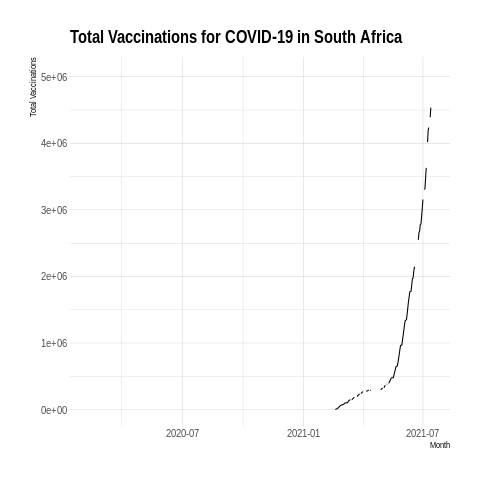 Total Vaccinations for COVID-19 in South Africa
Total Vaccinations
5e+06
4e+06
3e+06
2e+06
1e+06
0e+00
2020-07
2021-01
2021-07
Month